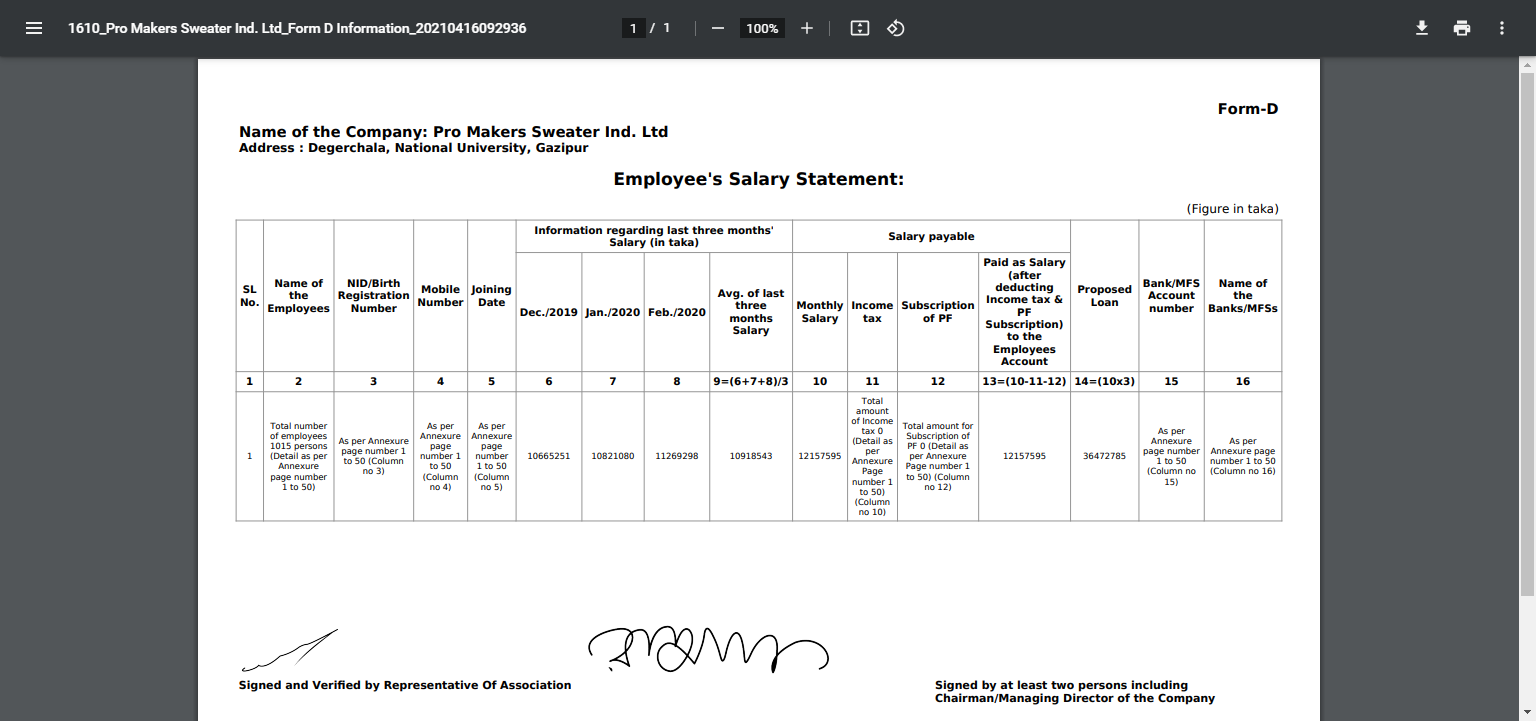 1610_Pro Makers Sweater Ind. Ltd_Form D Information_20210416092936
1 / 1
100%
Form-D
Name of the Company: Pro Makers Sweater Ind. Ltd
Address : Degerchala, National University, Gazipur
Employee's Salary Statement:
(Figure in taka)
SL
No.
Name of
the
Employees
NID/Birth
Registration
Number
Mobile
Number
Joining
Date
Information regarding last three months'
Salary (in taka)
Dec./2019
Jan./2020
Feb./2020
Avg. of last
three
months
Salary
Salary payable
Monthly
Salary
Income
tax
Subscription
of PF
Paid as Salary
(after
deducting
Income tax &
PF
Subscription)
to the
Employees
Account
Proposed
Loan
Bank/MFS
Account
number
Name of
the
Banks/MFSs
1 2 3 4 5 6 7 8 9=(6+7+8)/3 10 11 12 13=(10-11-12) 14=(10x3) 15 16
1
Total number
of employees
1015 persons
(Detail as per
Annexure
page number
1 to 50)
As per Annexure
page number 1
to 50 (Column
no 3)
As per
Annexure
page
number 1
to 50
(Column
no 4)
As per
Annexure
page
number
1 to 50
(Column
no 5)
10665251
10821080
11269298
10918543
12157595
Total
amount
of Income
tax 0
(Detail as
per
Annexure
Page
number 1
to 50)
(Column
no 10)
Total amount for
Subscription of
PF 0 (Detail as
per Annexure
Page number 1
to 50) (Column
no 12)
12157595
36472785
As per
Annexure
page number
1 to 50
(Column no
15)
As per
Annexure page
number 1 to 50
(Column no 16)
Signed and Verified by Representative Of Association
Signed by at least two persons including
Chairman/Managing Director of the Company